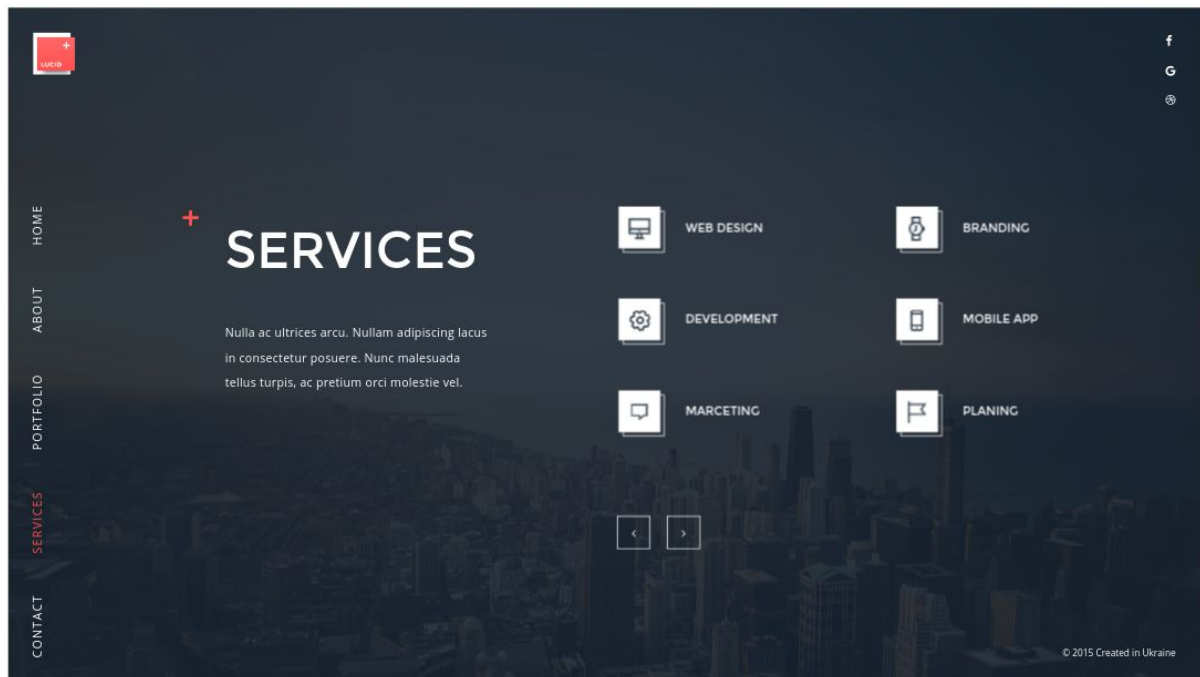 LUCID
HOME
ABOUT
PORTFOLIO
SERVICES
CONTACT
SERVICES
Nulla ac ultrices arcu. Nullam adipiscing lacus
in consectetur posuere. Nunc malesuada
tellus turpis, ac pretium orci molestie vel.
WEB DESIGN
BRANDING
DEVELOPMENT
MOBILE APP
MARCETING
PLANING
© 2015 Created in Ukraine